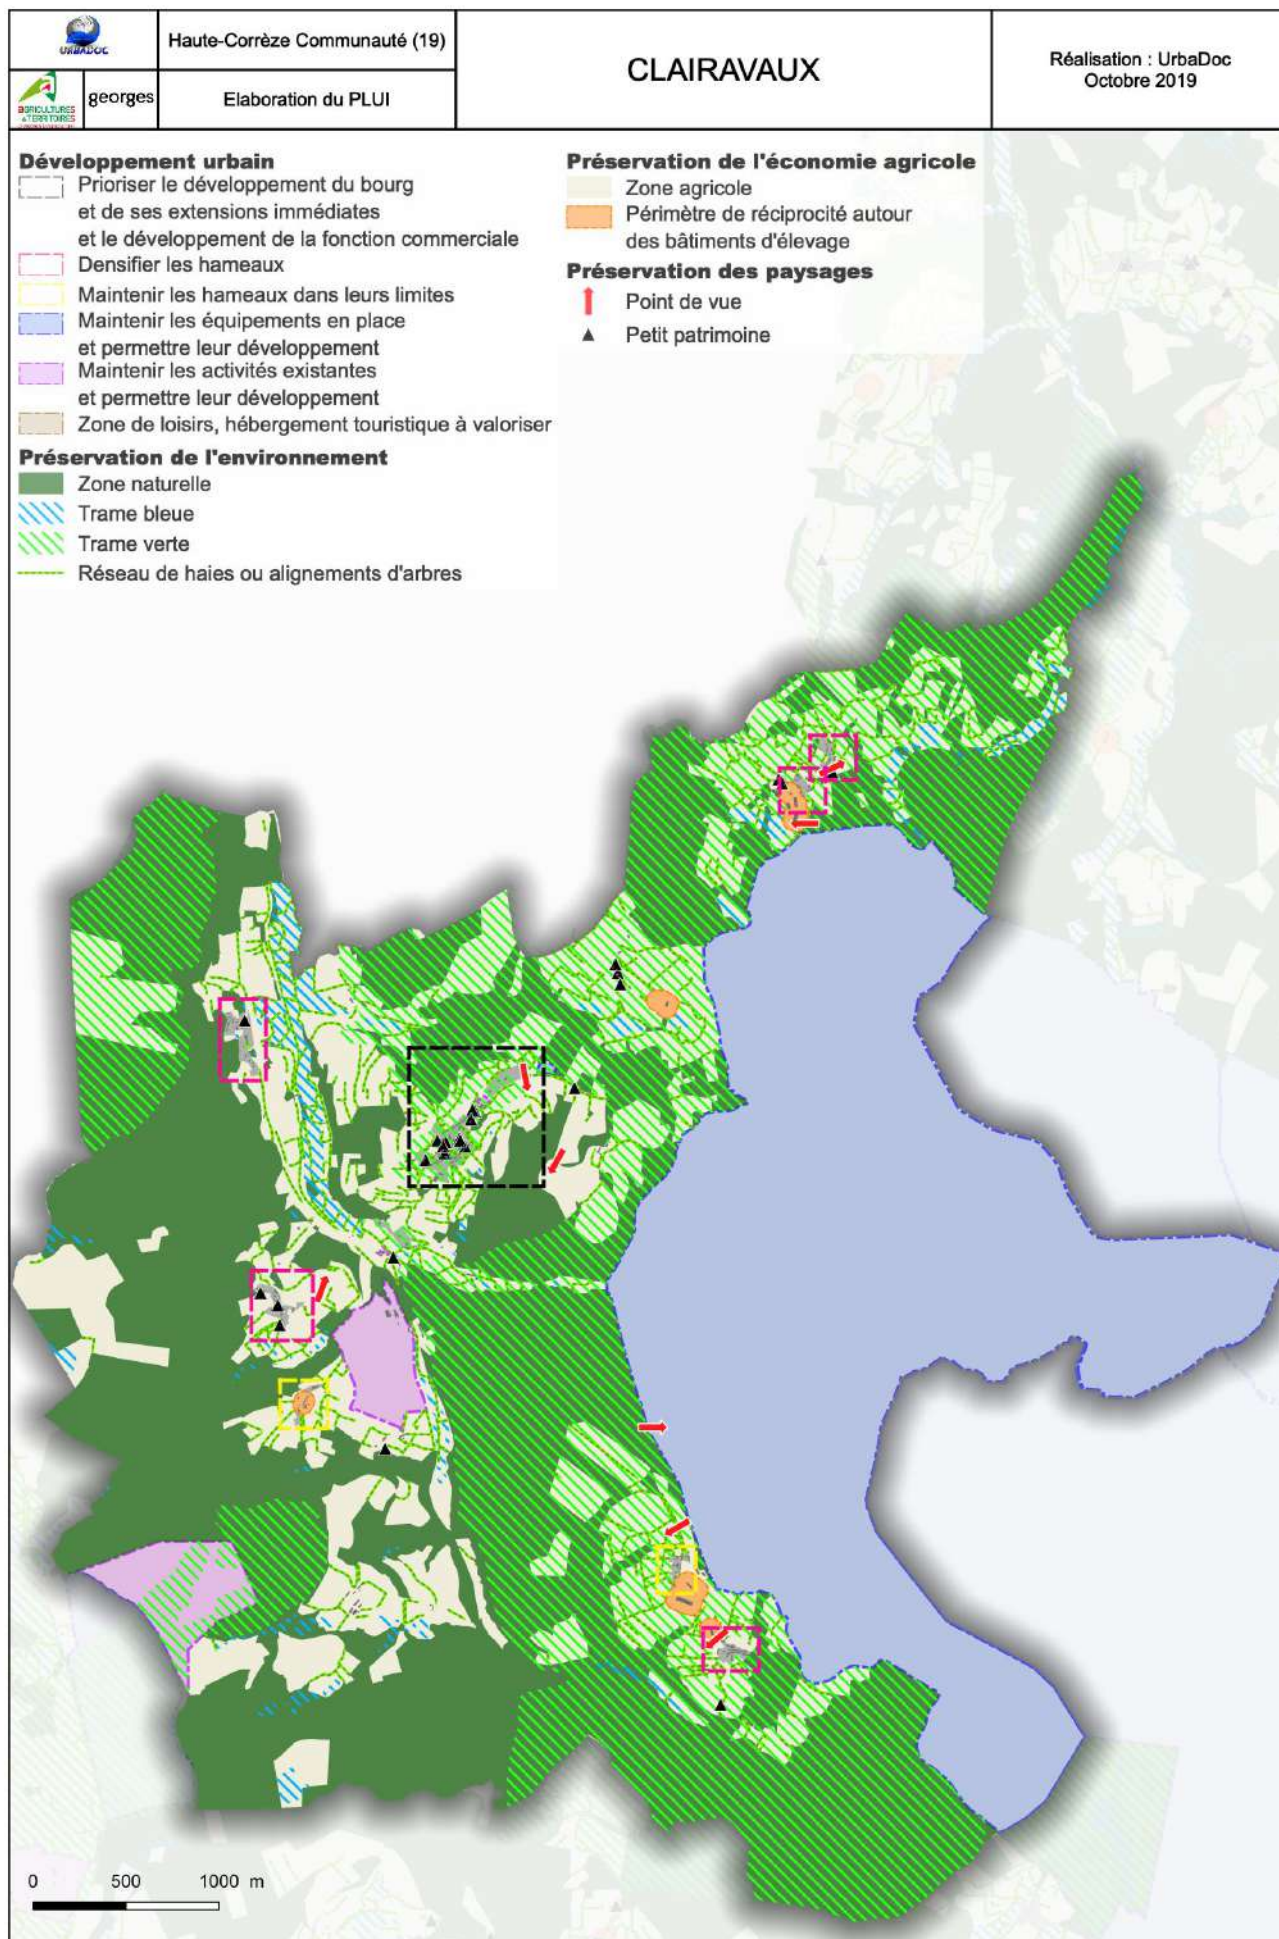 URBADOC
Haute-Corrèze Communauté (19)
AGRICULTURES
& TERRITOIRES
georges
Elaboration du PLUI
CLAIRAVAUX
Réalisation : UrbaDoc
Octobre 2019
Développement urbain
Prioriser le développement du bourg
et de ses extensions immédiates
et le développement de la fonction commerciale
Densifier les hameaux
Maintenir les hameaux dans leurs limites
Maintenir les équipements en place
et permettre leur développement
Maintenir les activités existantes
et permettre leur développement
Zone de loisirs, hébergement touristique à valoriser
Préservation de l'environnement
Zone naturelle
Trame bleue
Trame verte
Réseau de haies ou alignements d'arbres
Préservation de l'économie agricole
Zone agricole
Périmètre de réciprocité autour
des bâtiments d'élevage
Préservation des paysages
Point de vue
Petit patrimoine
0 500 1000 m